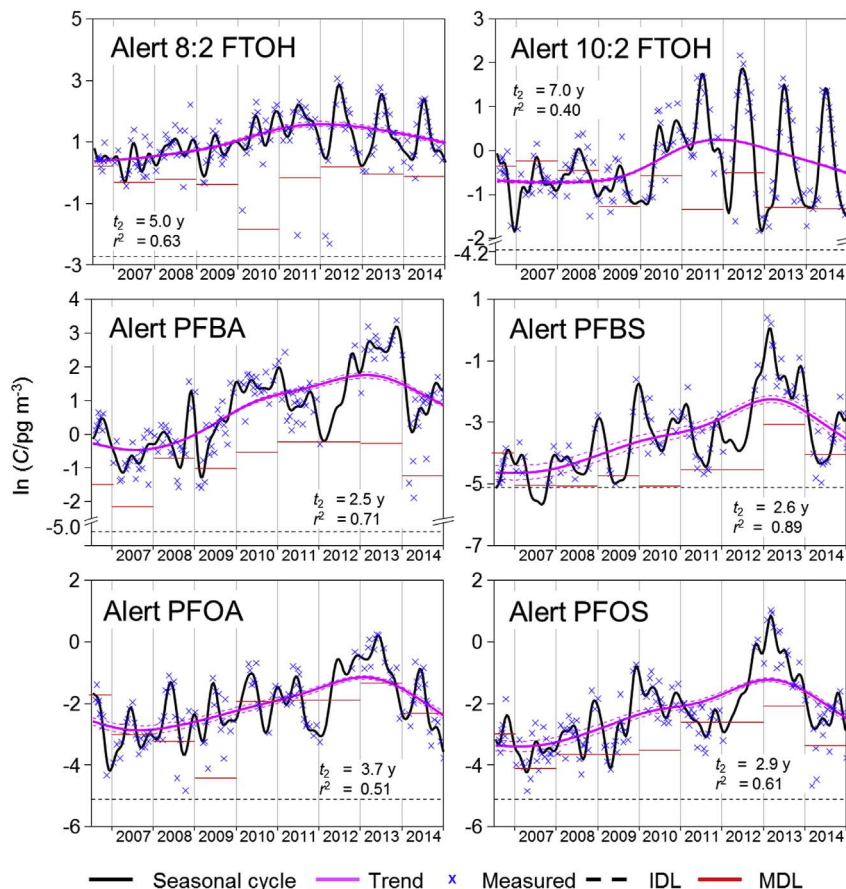 Alert 8:2 FTOH
5
3
1
-1
-3
t2 = 5.0 y
r2 = 0.63
2007 2008 2009 2010 2011 2012 2013 2014
Alert 10:2 FTOH
3
2
1
0
-1
-2
-4.2
t2 = 7.0 y
r2 = 0.40
2007 2008 2009 2010 2011 2012 2013 2014
ln (C/pg m-3)
Alert PFBA
4
3
2
1
0
-1
-2
-5.0
t2 = 2.5 y
r2 = 0.71
2007 2008 2009 2010 2011 2012 2013 2014
Alert PFBS
-1
-3
-5
-7
t2 = 2.6 y
r2 = 0.89
2007 2008 2009 2010 2011 2012 2013 2014
Alert PFOA
2
0
-2
-4
-6
t2 = 3.7 y
r2 = 0.51
2007 2008 2009 2010 2011 2012 2013 2014
Alert PFOS
2
0
-2
-4
-6
t2 = 2.9 y
r2 = 0.61
2007 2008 2009 2010 2011 2012 2013 2014
Seasonal cycle Trend x Measured IDL MDL